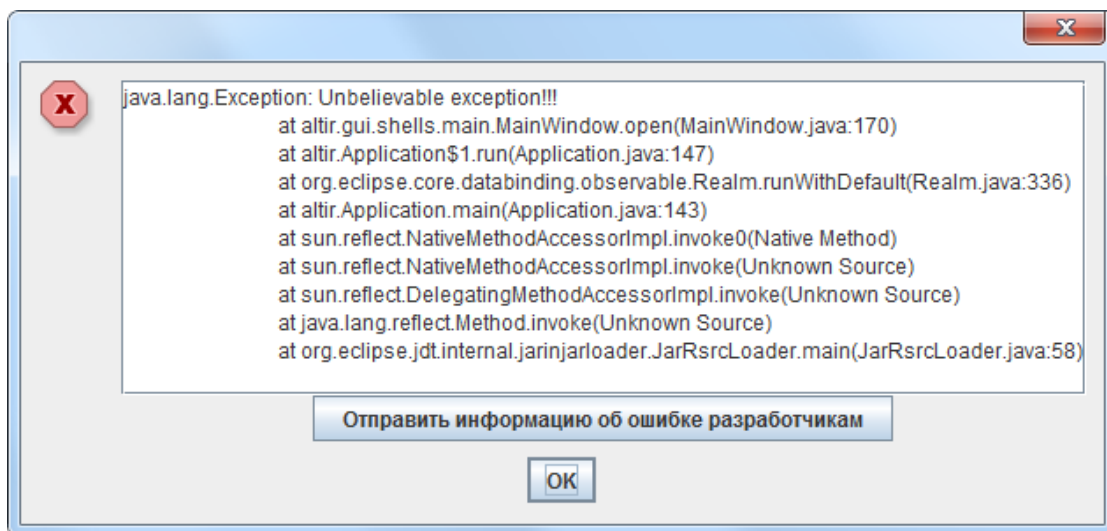 java.lang.Exception: Unbelievable exception!!!
at altir.gui.shells.main.MainWindow.open(MainWindow.java:170)
at altir.Application$1.run(Application.java:147)
at org.eclipse.core.databinding.observable.Realm.runWithDefault(Realm.java:336)
at altir.Application.main(Application.java:143)
at sun.reflect.NativeMethodAccessorImpl.invoke0(Native Method)
at sun.reflect.NativeMethodAccessorImpl.invoke(Unknown Source)
at sun.reflect.DelegatingMethodAccessorImpl.invoke(Unknown Source)
at java.lang.reflect.Method.invoke(Unknown Source)
at org.eclipse.jdt.internal.jarinjarloader.JarRsrcLoader.main(JarRsrcLoader.java:58)
Отправить информацию об ошибке разработчикам
OK